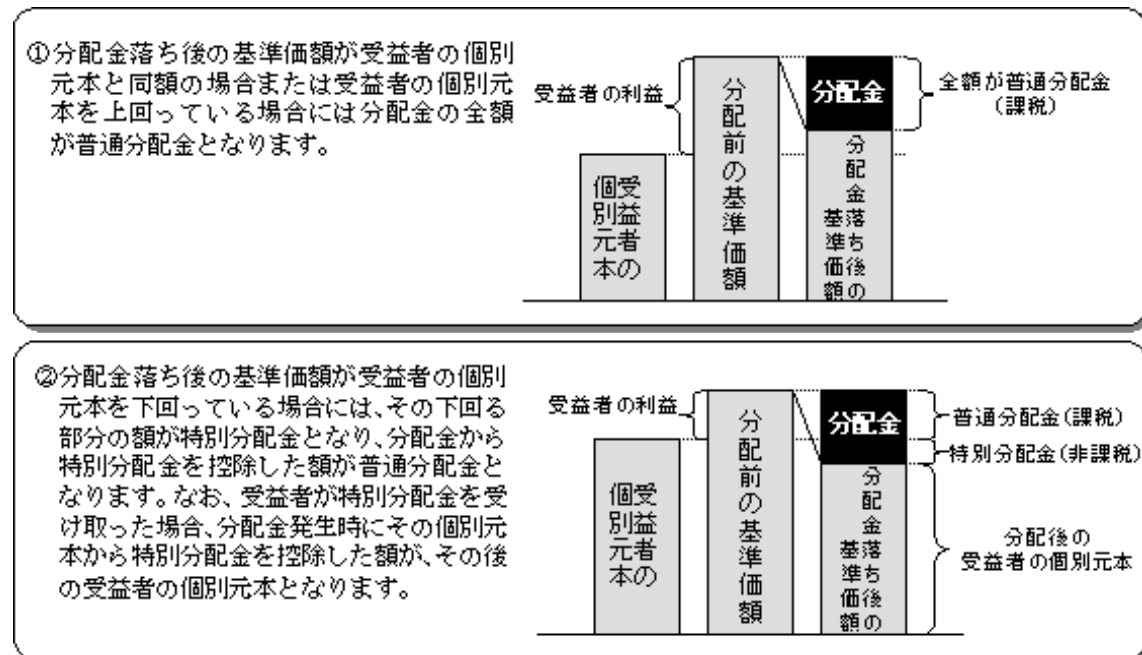 ①分配金落ち後の基準価額が受益者の個別
元本と同額の場合または受益者の個別元
本を上回っている場合には分配金の全額
が普通分配金となります。
受益者の利益
受益者の
個別元本
分配前の基準価額
分配金
分配金落ち後の
基準価額
全額が普通分配金
(課税)
②分配金落ち後の基準価額が受益者の個別
元本を下回っている場合には、その下回る
部分の額が特別分配金となり、分配金から
特別分配金を控除した額が普通分配金と
なります。なお、受益者が特別分配金を受
け取った場合、分配金発生時にその個別元
本から特別分配金を控除した額が、その後
の受益者の個別元本となります。
受益者の利益
受益者の
個別元本
分配前の基準価額
分配金
分配金落ち後の
基準価額
普通分配金(課税)
特別分配金(非課税)
分配後の
受益者の個別元本